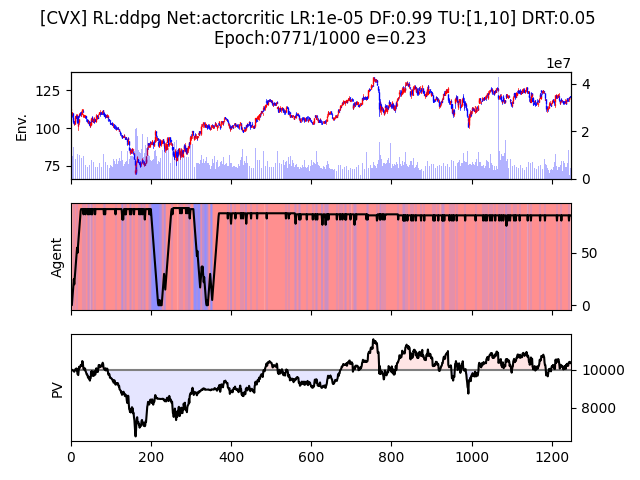 [CVX] RL:ddpg Net:actorcritic LR:1e-05 DF:0.99 TU:[1,10] DRT:0.05
Epoch:0771/1000 e=0.23
1e7
125
100
75
Env.
4
2
0
Agent
50
0
PV
10000
8000
0 200 400 600 800 1000 1200